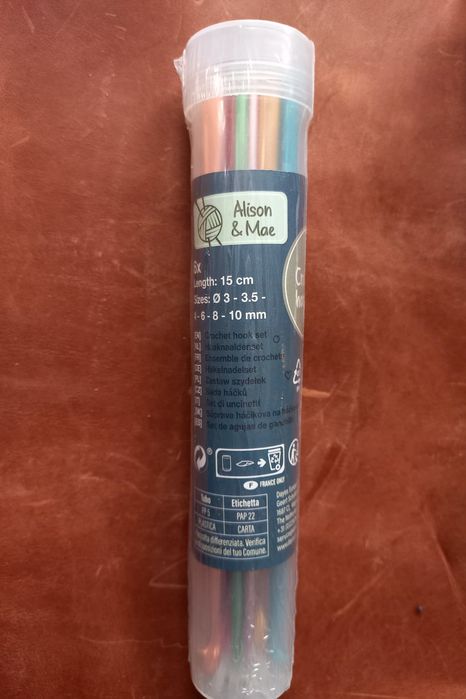 Alison
& Mae
6x
Length: 15 cm
Sizes: Ø 3 - 3.5 -
4 - 6 - 8 - 10 mm
Crochet hook set
Haaknaaldenset
Ensemble de crochets
Häkelnadelset
Zestaw szydełek
Sada háčků
Set di uncinetti
Súprava háčikova na
Set de agujas de ganchillo
FRANCE ONLY
Tubo Etichetta
PP 5 PAP 22
PLASTICA CARTA
Raccolta differenziata. Verifica
le disposizioni del tuo Comune.